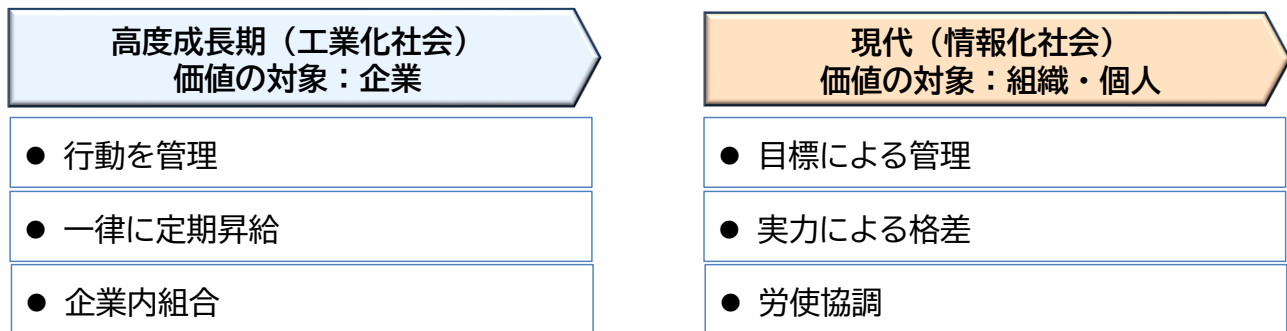 高度成長期（工業化社会）
価値の対象：企業
● 行動を管理
● 一律に定期昇給
● 企業内組合
現代（情報化社会）
価値の対象：組織・個人
● 目標による管理
● 実力による格差
● 労使協調